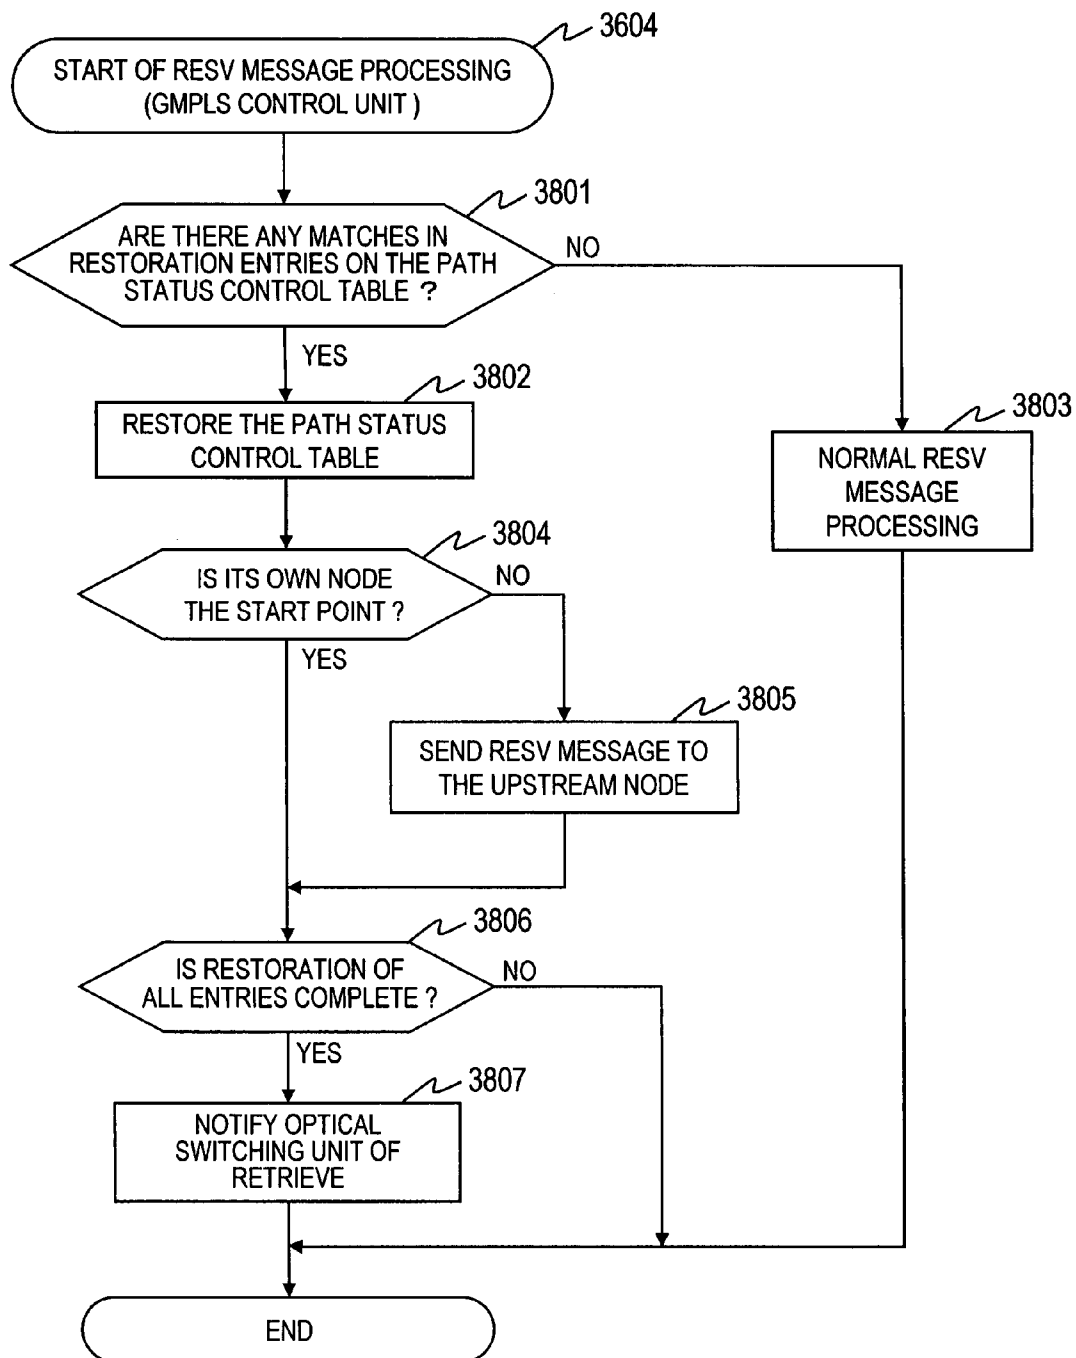 3604
START OF RESV MESSAGE PROCESSING
(GMPLS CONTROL UNIT )
3801
ARE THERE ANY MATCHES IN
RESTORATION ENTRIES ON THE PATH
STATUS CONTROL TABLE ?
NO
YES
3802
RESTORE THE PATH STATUS
CONTROL TABLE
3803
NORMAL RESV
MESSAGE
PROCESSING
3804
IS ITS OWN NODE
THE START POINT ?
NO
YES
3805
SEND RESV MESSAGE TO
THE UPSTREAM NODE
3806
IS RESTORATION OF
ALL ENTRIES COMPLETE ?
NO
YES
3807
NOTIFY OPTICAL
SWITCHING UNIT OF
RETRIEVE
END